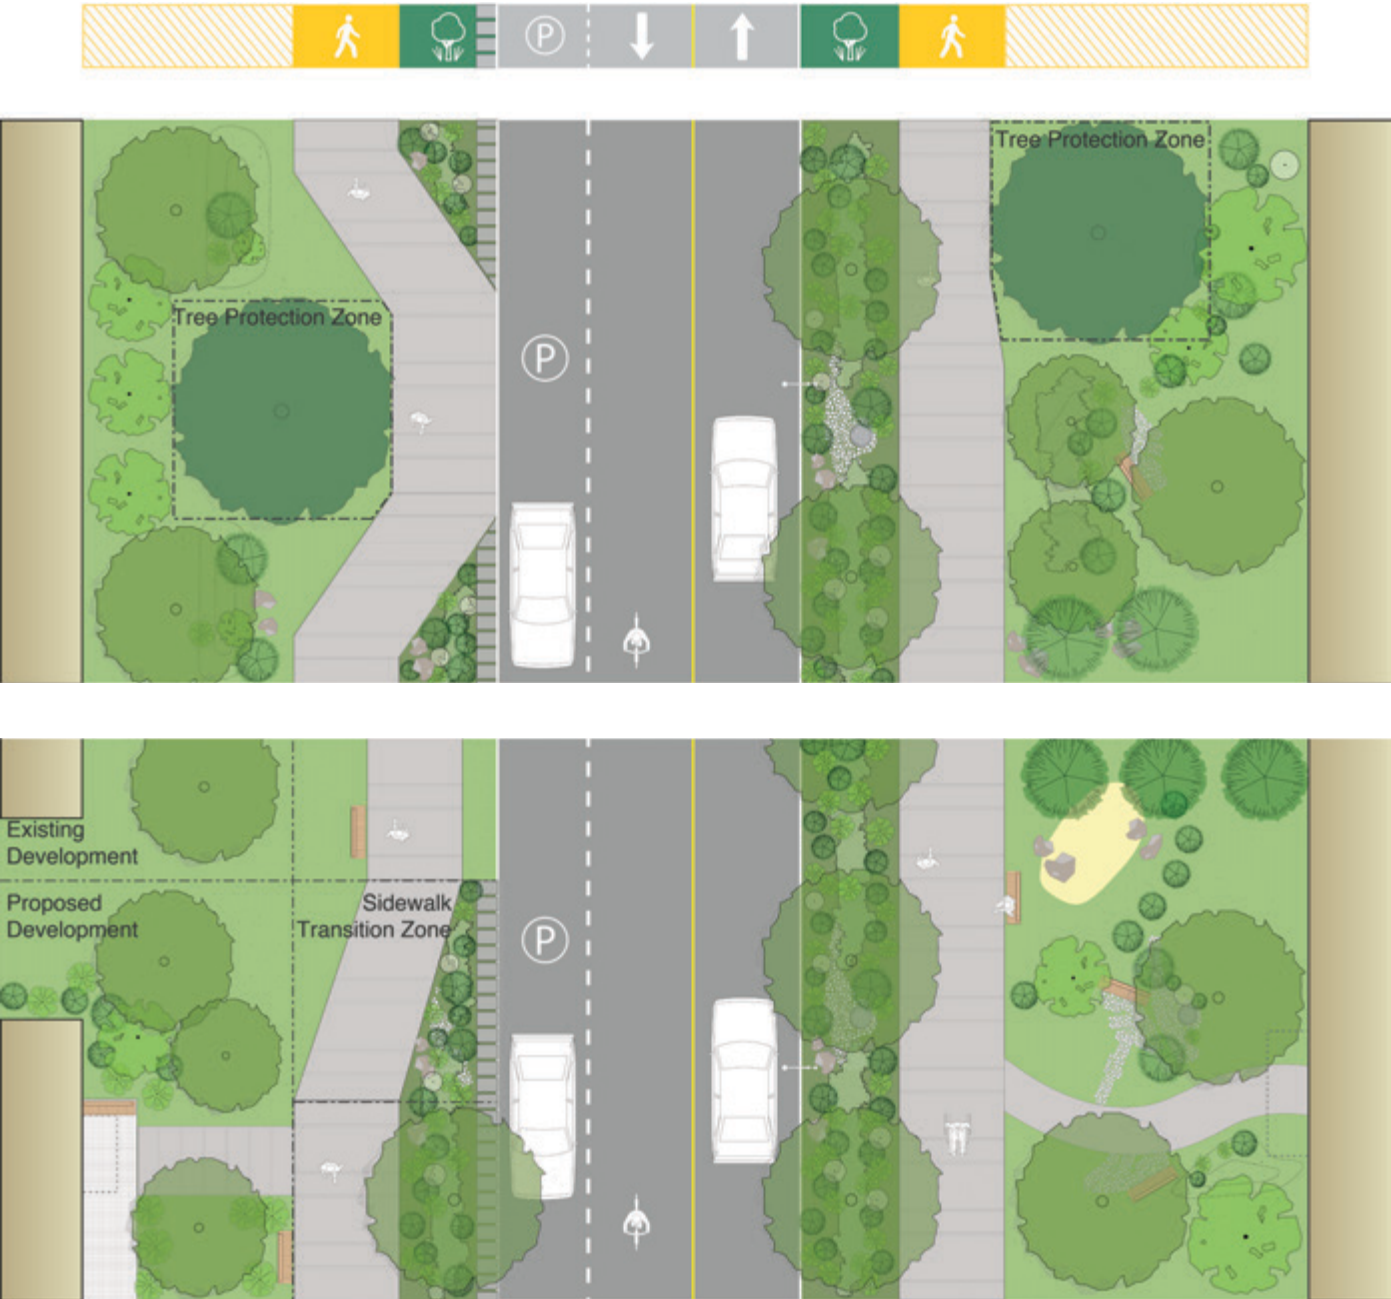 P
Tree Protection Zone
Tree Protection Zone
P
Existing
Development
Proposed
Development
Sidewalk
Transition Zone
P